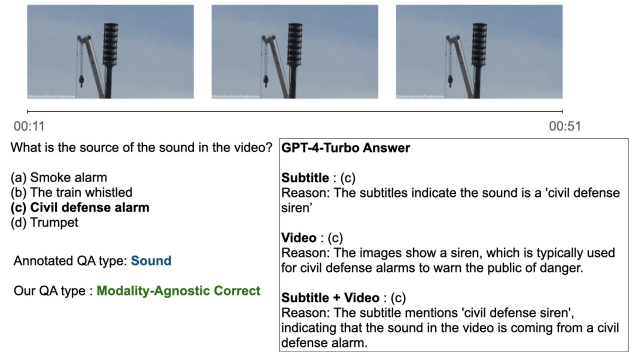 00:11
00:51
What is the source of the sound in the video?
(a) Smoke alarm
(b) The train whistled
(c) Civil defense alarm
(d) Trumpet
Annotated QA type: Sound
Our QA type : Modality-Agnostic Correct
GPT-4-Turbo Answer
Subtitle : (c)
Reason: The subtitles indicate the sound is a 'civil defense
siren’
Video : (c)
Reason: The images show a siren, which is typically used
for civil defense alarms to warn the public of danger.
Subtitle + Video : (c)
Reason: The subtitle mentions 'civil defense siren',
indicating that the sound in the video is coming from a civil
defense alarm.